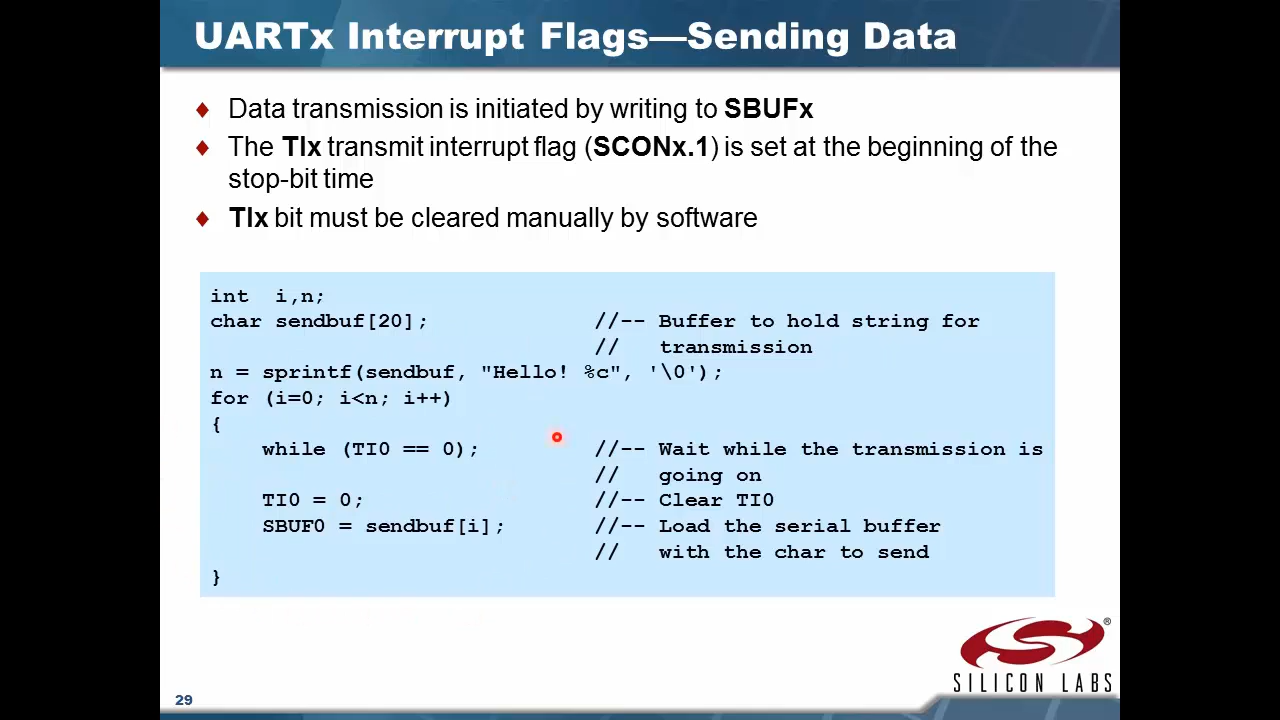 UARTx Interrupt Flags—Sending Data
♦ Data transmission is initiated by writing to SBUFx
♦ The TIx transmit interrupt flag (SCONx.1) is set at the beginning of the
stop-bit time
♦ TIx bit must be cleared manually by software
int  i,n;
char sendbuf[20];             //-- Buffer to hold string for
                              //   transmission
n = sprintf(sendbuf, "Hello! %c", '\0');
for (i=0; i<n; i++)
{
    while (TI0 == 0);         //-- Wait while the transmission is
                              //   going on
    TI0 = 0;                  //-- Clear TI0
    SBUF0 = sendbuf[i];       //-- Load the serial buffer
                              //   with the char to send
}
®
SILICON LABS
29